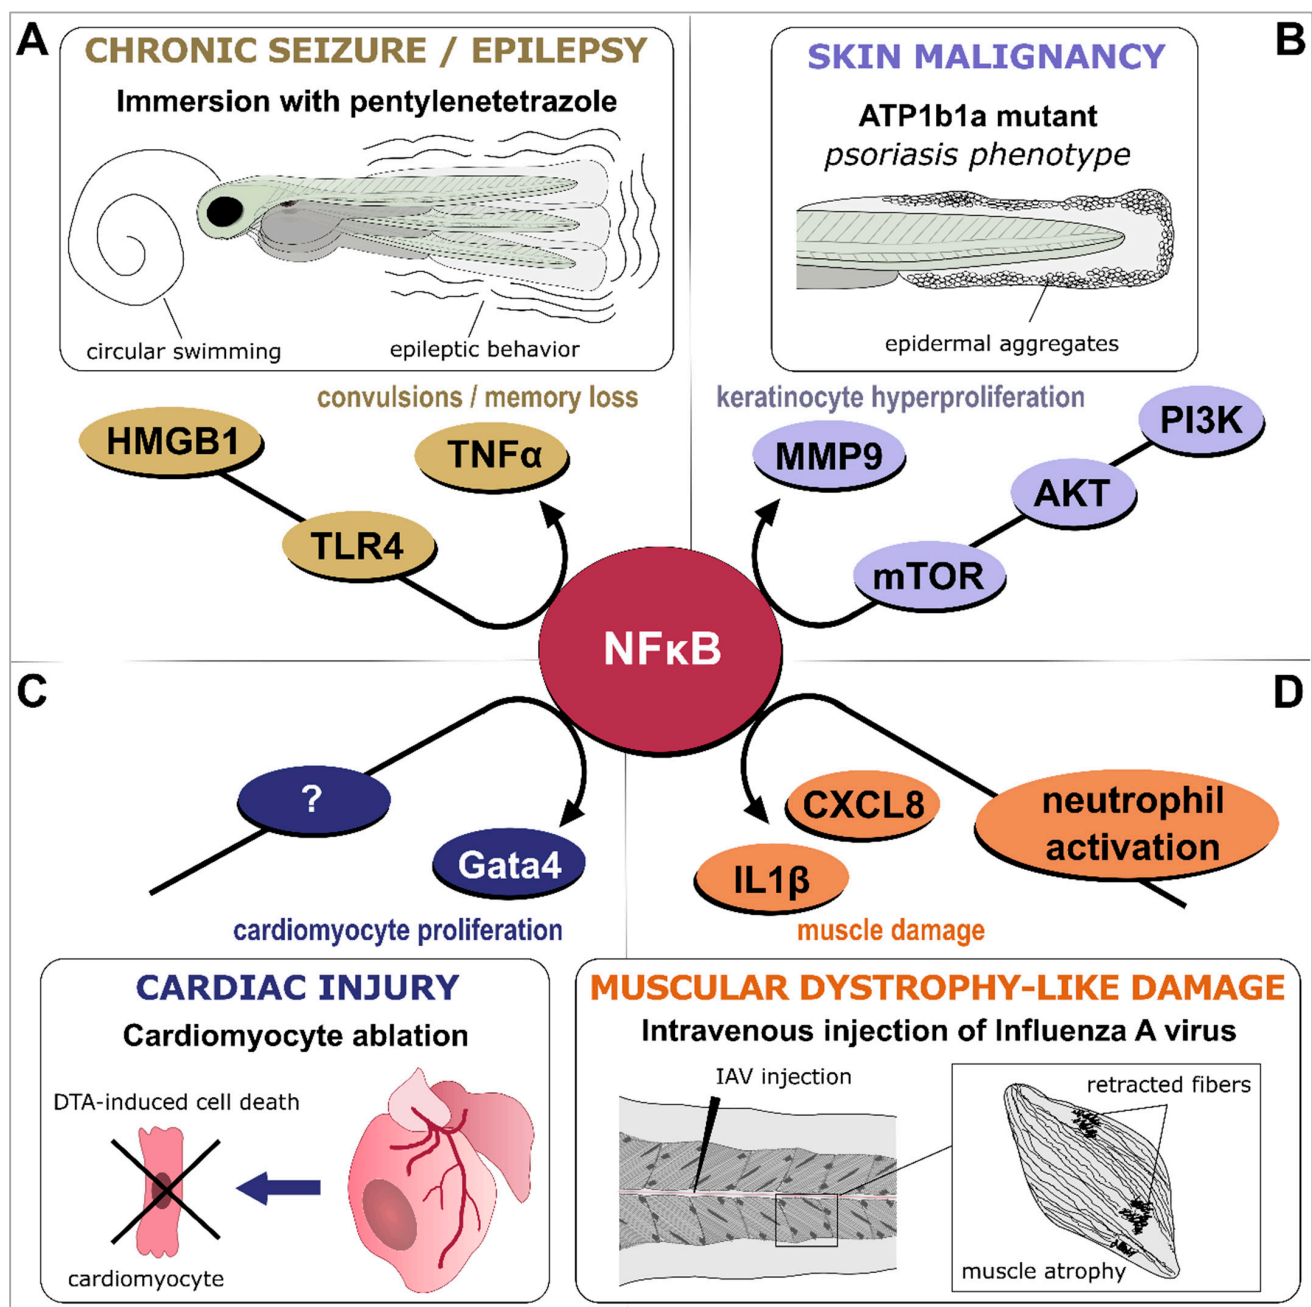 A
CHRONIC SEIZURE / EPILEPSY
Immersion with pentylenetetrazole
circular swimming
epileptic behavior
convulsions / memory loss
HMGB1
TNFα
TLR4
B
SKIN MALIGNANCY
ATP1b1a mutant
psoriasis phenotype
epidermal aggregates
keratinocyte hyperproliferation
PI3K
MMP9
AKT
mTOR
NFκB
C
?
Gata4
cardiomyocyte proliferation
CARDIAC INJURY
Cardiomyocyte ablation
DTA-induced cell death
cardiomyocyte
D
CXCL8
neutrophil
activation
IL1β
muscle damage
MUSCULAR DYSTROPHY-LIKE DAMAGE
Intravenous injection of Influenza A virus
IAV injection
retracted fibers
muscle atrophy